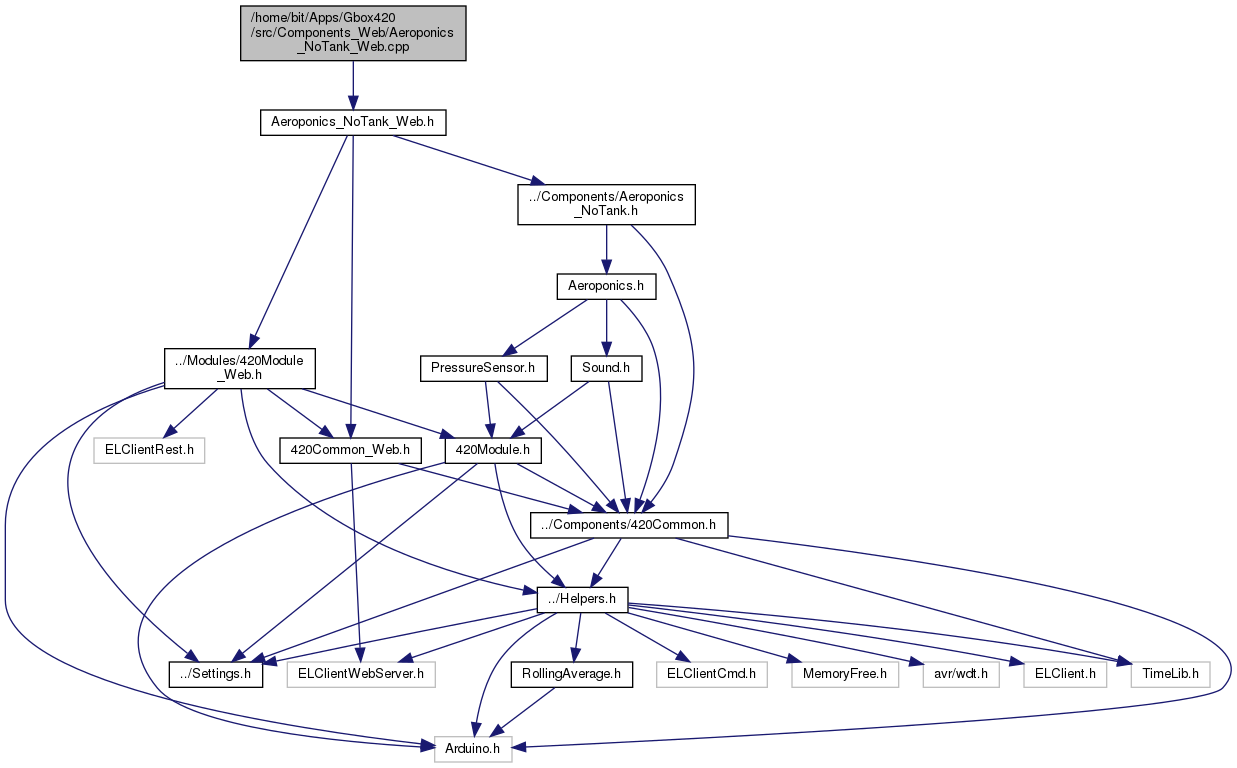 /home/bit/Apps/Gbox420
/src/Components_Web/Aeroponics
_NoTank_Web.cpp
Aeroponics_NoTank_Web.h
../Components/Aeroponics
_NoTank.h
Aeroponics.h
../Modules/420Module
_Web.h
PressureSensor.h
Sound.h
ELClientRest.h
420Common_Web.h
420Module.h
../Components/420Common.h
../Helpers.h
../Settings.h
ELClientWebServer.h
RollingAverage.h
ELClientCmd.h
MemoryFree.h
avr/wdt.h
ELClient.h
TimeLib.h
Arduino.h